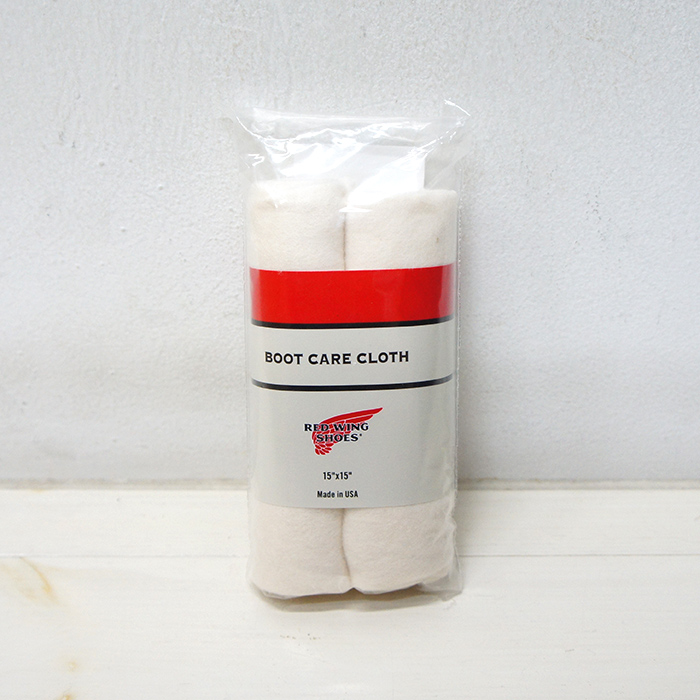 BOOT CARE CLOTH
RED WING
SHOES®
15"x15"
Made in USA